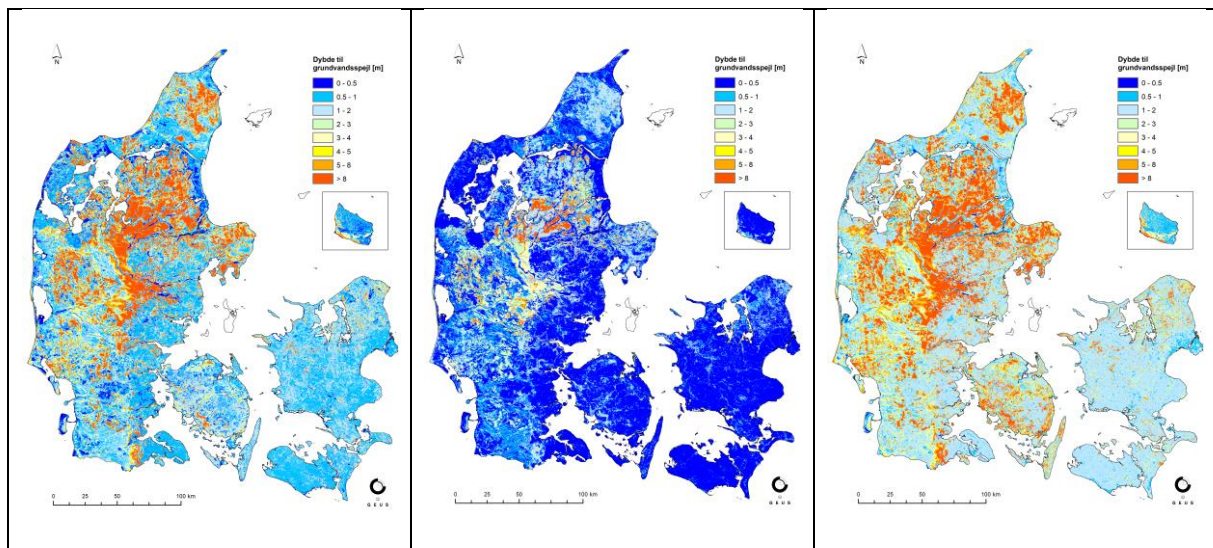 N
Dybde til
grundvandsspejl [m]
0 - 0.5
0.5 - 1
1 - 2
2 - 3
3 - 4
4 - 5
5 - 8
> 8
0 25 50 100 km
G E U S
N
Dybde til
grundvandsspejl [m]
0 - 0.5
0.5 - 1
1 - 2
2 - 3
3 - 4
4 - 5
5 - 8
> 8
0 25 50 100 km
G E U S
N
Dybde til
grundvandsspejl [m]
0 - 0.5
0.5 - 1
1 - 2
2 - 3
3 - 4
4 - 5
5 - 8
> 8
0 25 50 100 km
G E U S